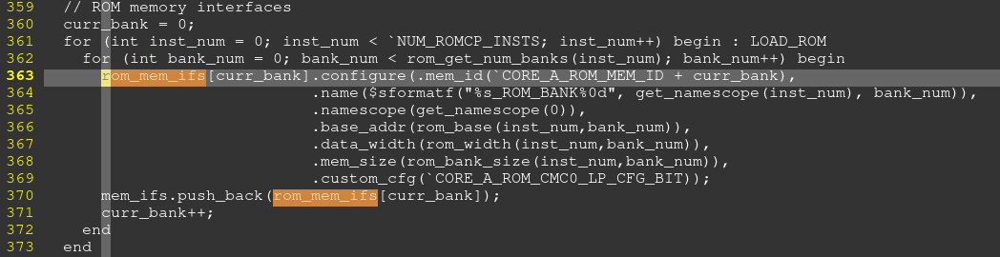 359 // ROM memory interfaces
360 curr_bank = 0;
361 for (int inst_num = 0; inst_num < `NUM_ROMCP_INSTS; inst_num++) begin : LOAD_ROM
362 for (int bank_num = 0; bank_num < rom_get_num_banks(inst_num); bank_num++) begin
363 rom_mem_ifs[curr_bank].configure(.mem_id(`CORE_A_ROM_MEM_ID + curr_bank),
364 .name($sformatf("%s_ROM_BANK%0d", get_namescope(inst_num), bank_num)),
365 .namescope(get_namescope(0)),
366 .base_addr(rom_base(inst_num,bank_num)),
367 .data_width(rom_width(inst_num,bank_num)),
368 .mem_size(rom_bank_size(inst_num,bank_num)),
369 .custom_cfg(`CORE_A_ROM_CMC0_LP_CFG_BIT));
370 mem_ifs.push_back(rom_mem_ifs[curr_bank]);
371 curr_bank++;
372 end
373 end